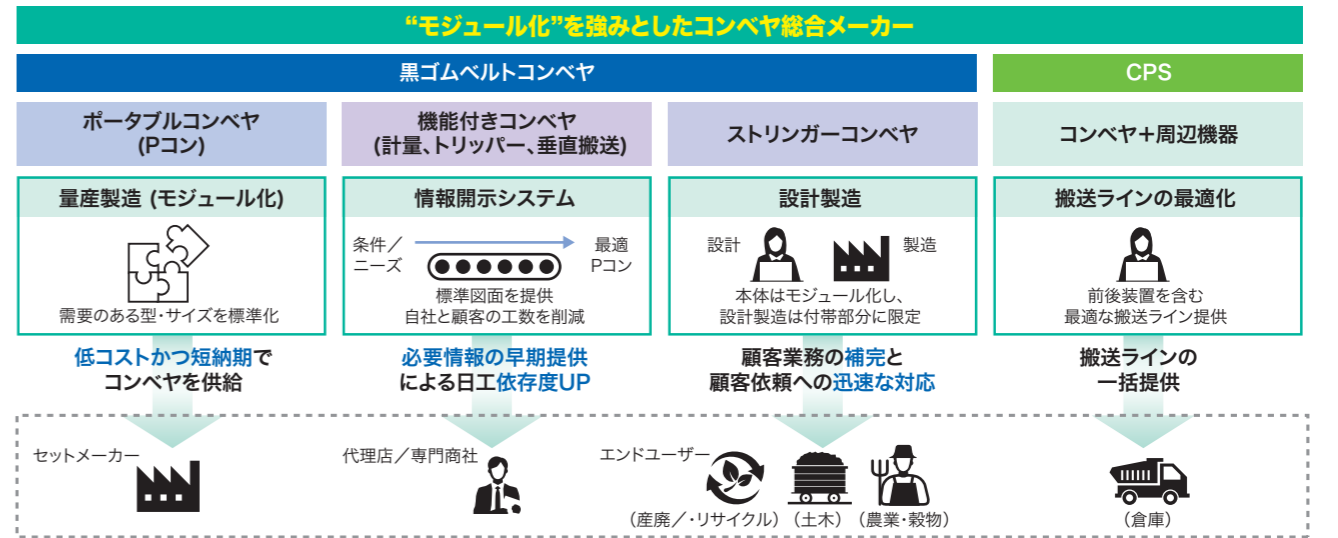 “モジュール化”を強みとしたコンベヤ総合メーカー
黒ゴムベルトコンベヤ
CPS
ポータブルコンベヤ
(Pコン)
機能付きコンベヤ
(計量、トリッパー、垂直搬送)
ストリンガーコンベヤ
コンベヤ＋周辺機器
量産製造 (モジュール化)
需要のある型・サイズを標準化
情報開示システム
条件／
ニーズ
最適
Pコン
標準図面を提供
自社と顧客の工数を削減
設計製造
設計
製造
本体はモジュール化し、
設計製造は付帯部分に限定
搬送ラインの最適化
前後装置を含む
最適な搬送ライン提供
低コストかつ短納期で
コンベヤを供給
必要情報の早期提供
による日工依存度UP
顧客業務の補完と
顧客依頼への迅速な対応
搬送ラインの
一括提供
セットメーカー
代理店／専門商社
エンドユーザー
（産廃／・リサイクル）
（土木）
（農業・穀物）
（倉庫）